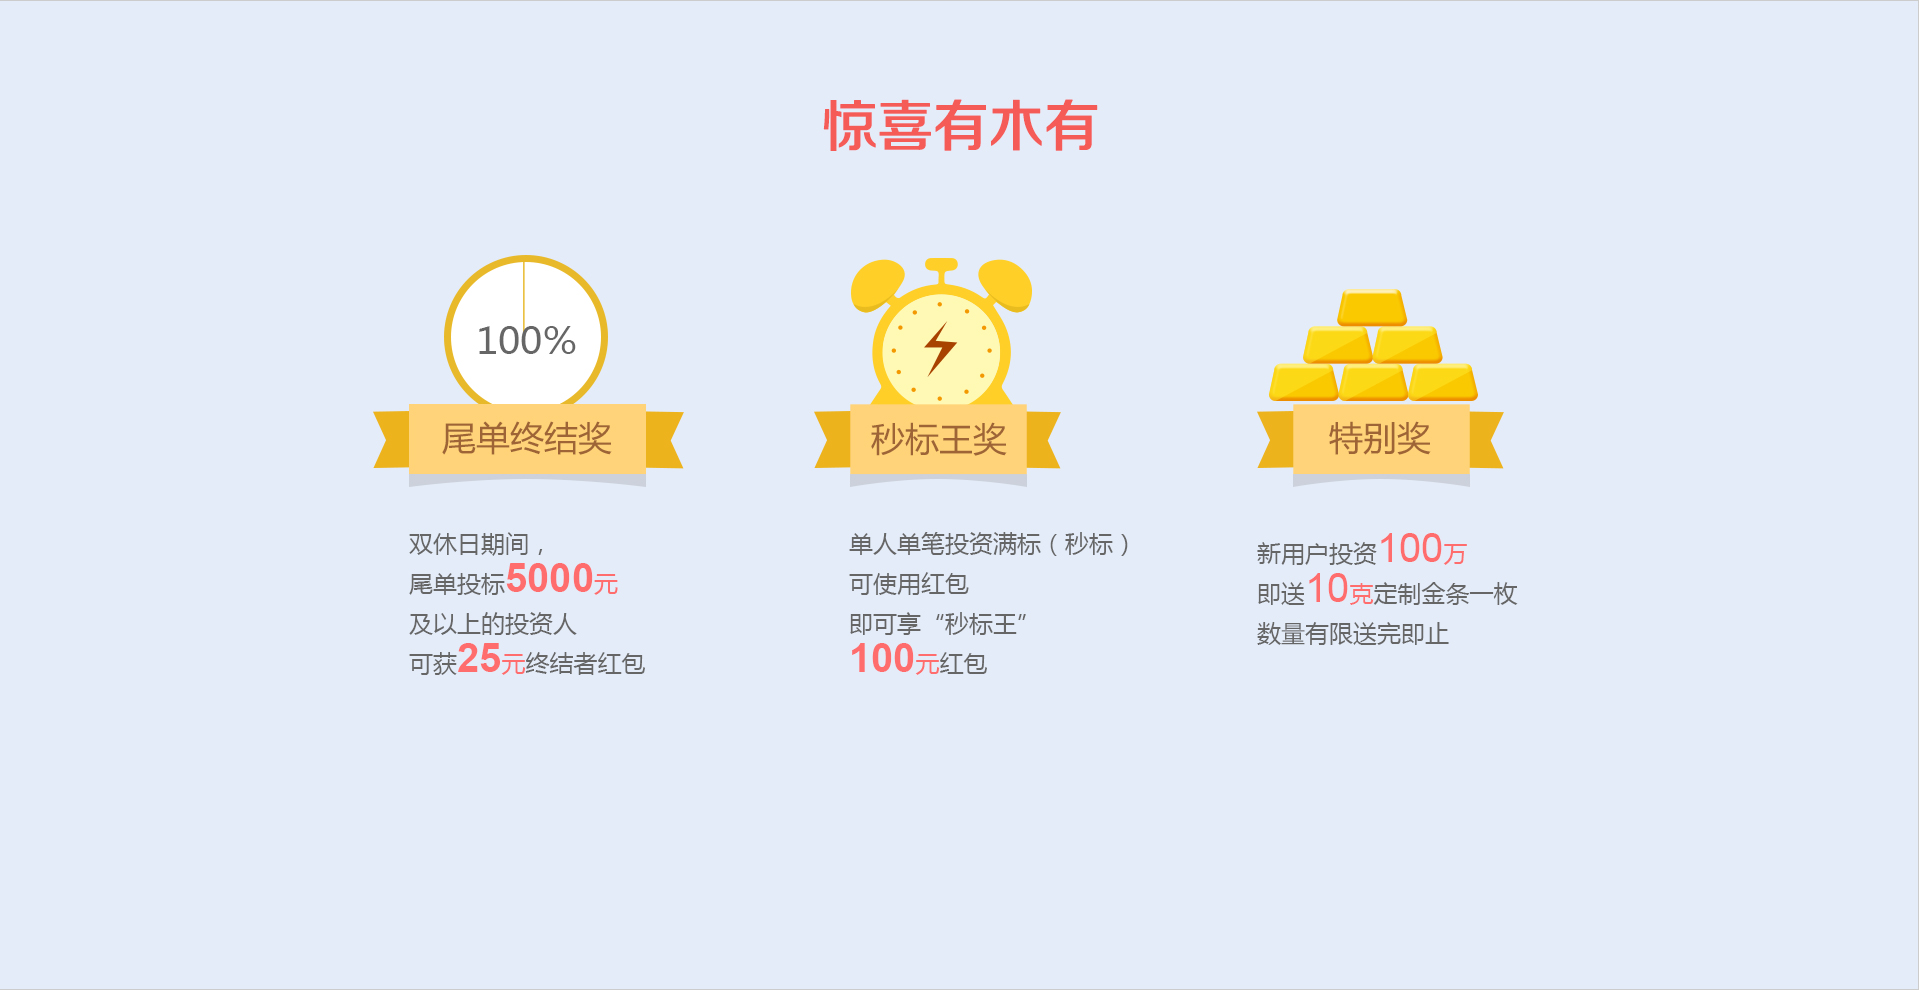 惊喜有木有
100%
尾单终结奖
双休日期间，
尾单投标5000元
及以上的投资人
可获25元终结者红包
秒标王奖
单人单笔投资满标（秒标）
可使用红包
即可享“秒标王”
100元红包
特别奖
新用户投资100万
即送10克定制金条一枚
数量有限送完即止